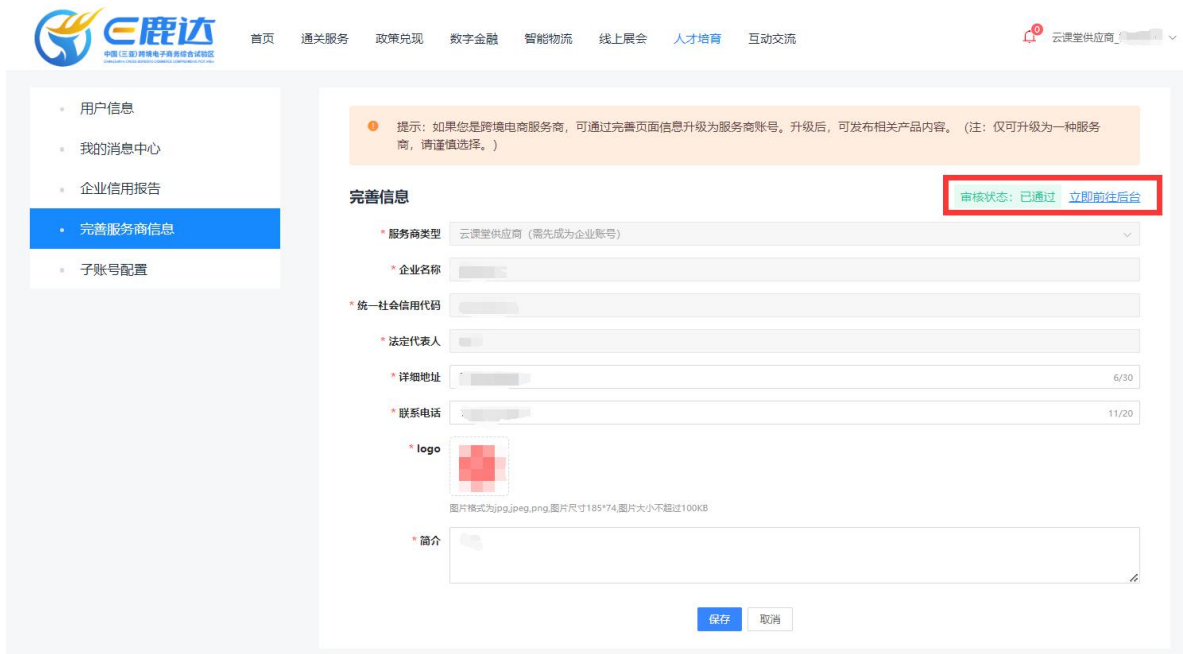 E鹿达
中国(三亚)跨境电子商务综合试验区
首页 通关服务 政策兑现 数字金融 智能物流 线上展会 人才培育 互动交流
0
云课堂供应商_
用户信息
我的消息中心
企业信用报告
完善服务商信息
子账号配置
提示：如果您是跨境电商服务商，可通过完善页面信息升级为服务商账号。升级后，可发布相关产品内容。（注：仅可升级为一种服务
商，请谨慎选择。）
完善信息
审核状态：已通过 立即前往后台
* 服务商类型 云课堂供应商（需先成为企业账号）
* 企业名称
* 统一社会信用代码
* 法定代表人
* 详细地址 6/30
* 联系电话 11/20
* logo
图片格式为jpg,jpeg,png,图片尺寸185*74,图片大小不超过100KB
* 简介
保存 取消